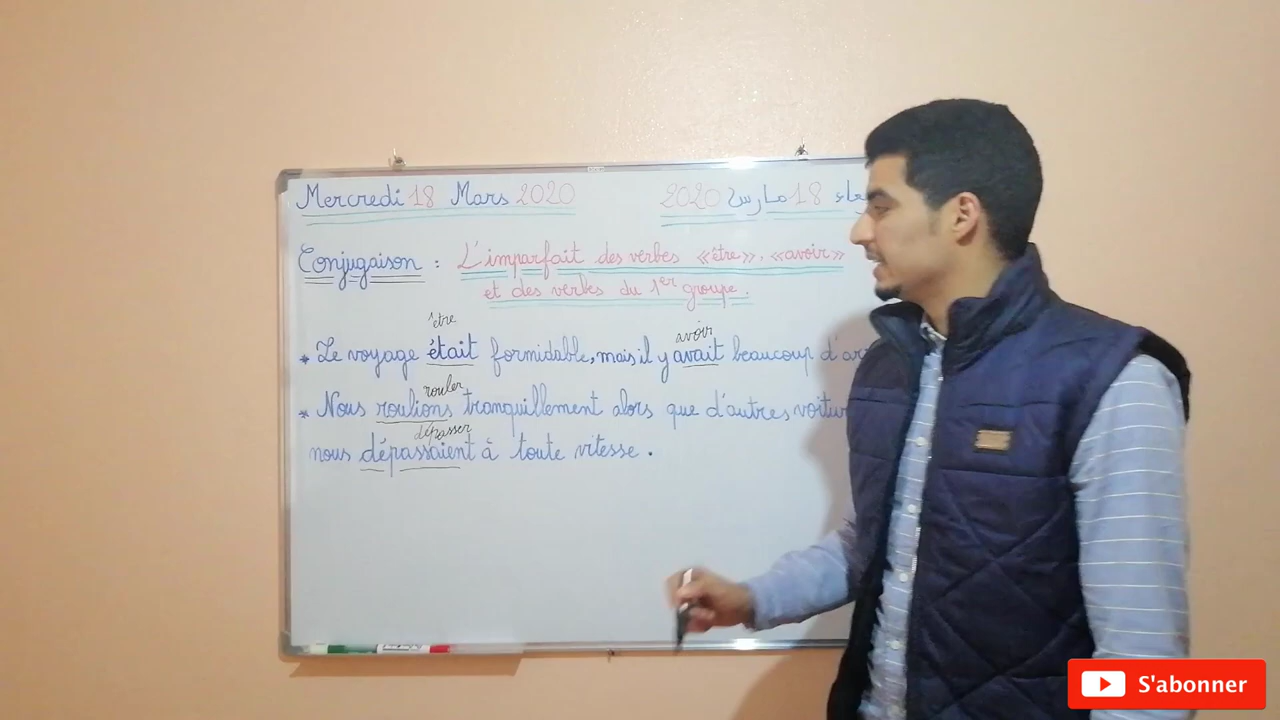 Mercredi 18 Mars 2020
18 مارس 2020
Conjugaison : L'imparfait des verbes «être», «avoir»
et des verbes du 1er groupe.
être
avoir
* Le voyage était formidable, mais il y avait beaucoup
rouler
* Nous roulions tranquillement alors que d'autres
dépasser
nous dépassaient à toute vitesse.
S'abonner